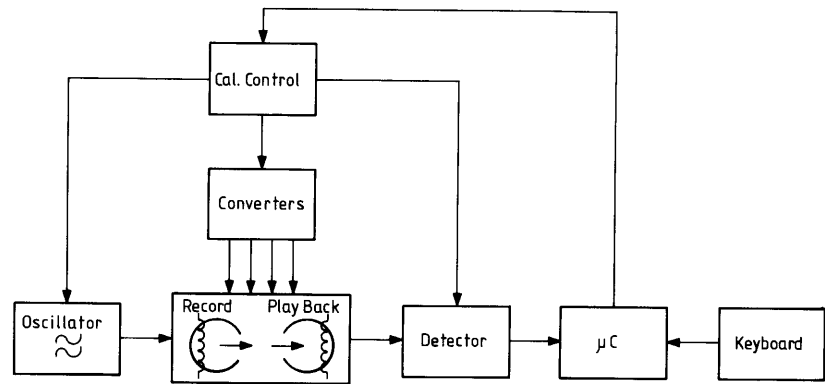 Cal. Control
Converters
Record
Play Back
Oscillator
Detector
μC
Keyboard